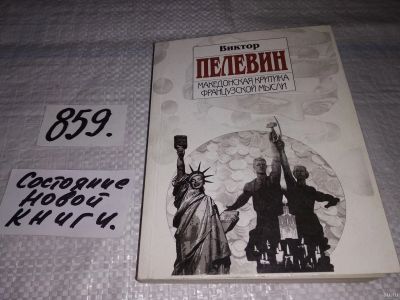 859.
Состояние
новой
книги.
Виктор
ПЕЛЕВИН
МАКЕДОНСКАЯ КРИТИКА
ФРАНЦУЗСКОЙ МЫСЛИ